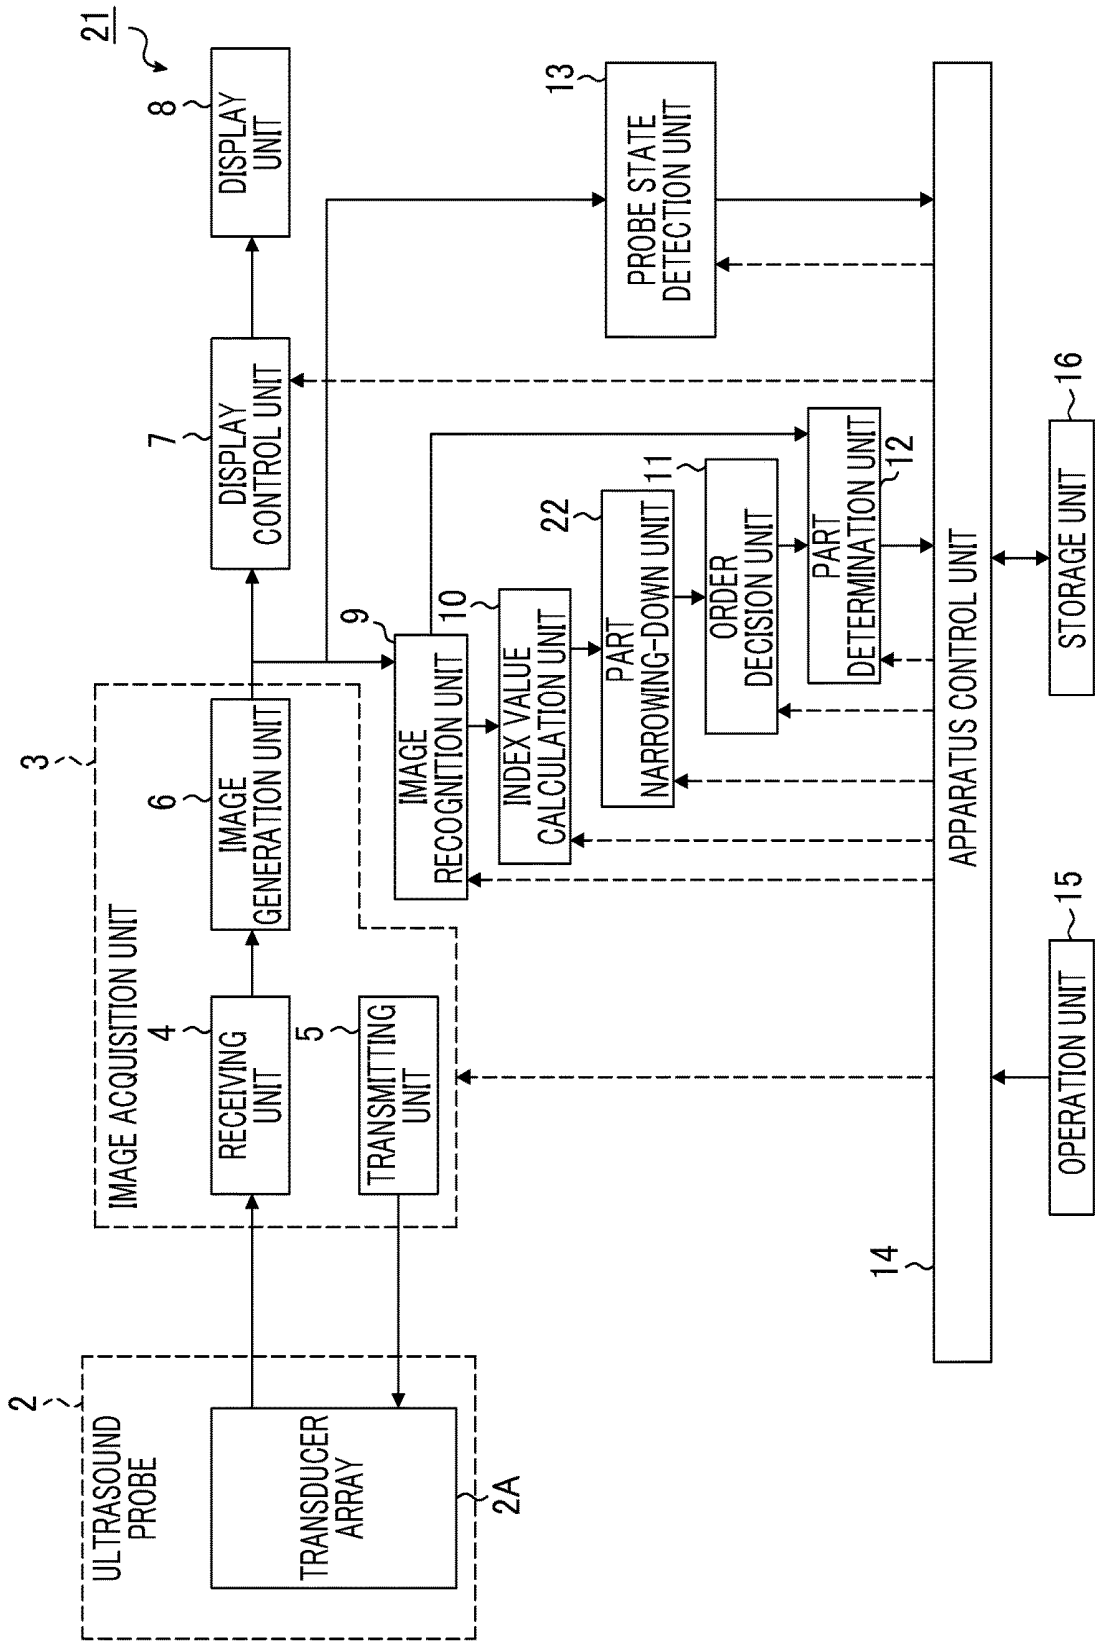 21
2
ULTRASOUND
PROBE
TRANSDUCER
ARRAY
2A
3
IMAGE ACQUISITION UNIT
4
RECEIVING
UNIT
5
TRANSMITTING
UNIT
6
IMAGE
GENERATION UNIT
7
DISPLAY
CONTROL UNIT
8
DISPLAY
UNIT
9
IMAGE
RECOGNITION UNIT
10
INDEX VALUE
CALCULATION UNIT
22
PART
NARROWING-DOWN UNIT
11
ORDER
DECISION UNIT
PART
DETERMINATION UNIT
12
13
PROBE STATE
DETECTION UNIT
14
APPARATUS CONTROL UNIT
OPERATION UNIT
15
STORAGE UNIT
16